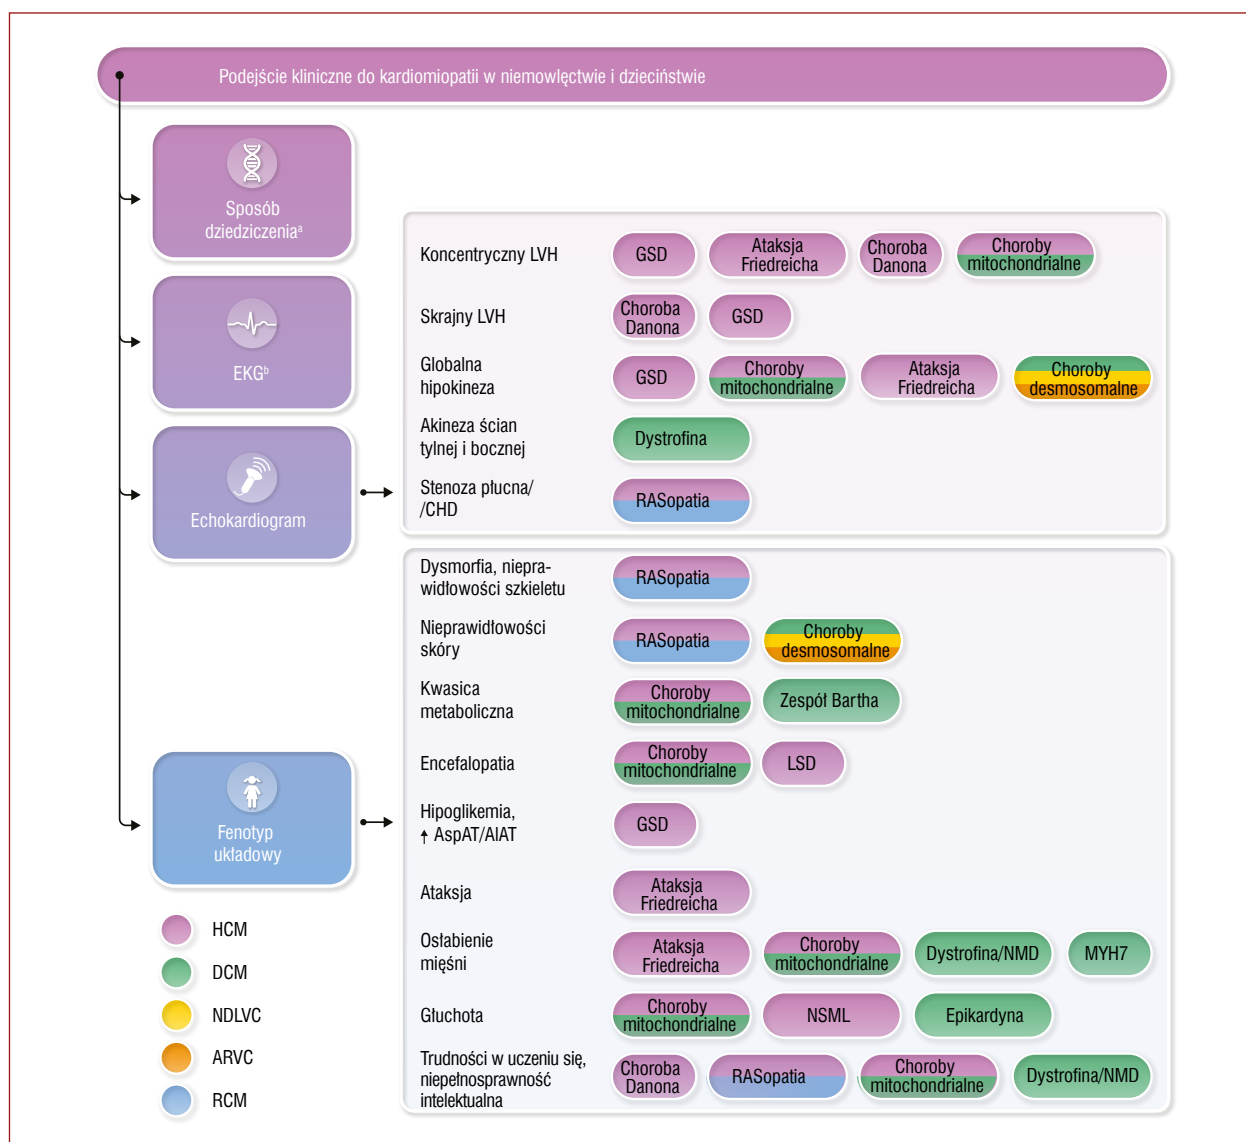 Podejście kliniczne do kardiomiopatii w niemowlęctwie i dzieciństwie
Sposób
dziedziczeniaᵃ
EKGᵇ
Echokardiogram
Koncentryczny LVH
GSD
Ataksja
Friedreicha
Choroba
Danona
Choroby
mitochondrialne
Skrajny LVH
Choroba
Danona
GSD
Globalna
hipokineza
GSD
Choroby
mitochondrialne
Ataksja
Friedreicha
Choroby
desmosomalne
Akineza ścian
tylnej i bocznej
Dystrofina
Stenoza płucna/
/CHD
RASopatia
Fenotyp
układowy
Dysmorfia, niepra-
widłowości szkieletu
RASopatia
Nieprawidłowości
skóry
RASopatia
Choroby
desmosomalne
Kwasica
metaboliczna
Choroby
mitochondrialne
Zespół Bartha
Encefalopatia
Choroby
mitochondrialne
LSD
Hipoglikemia,
↑ AspAT/AlAT
GSD
Ataksja
Ataksja
Friedreicha
Osłabienie
mięśni
Ataksja
Friedreicha
Choroby
mitochondrialne
Dystrofina/NMD
MYH7
Głuchota
Choroby
mitochondrialne
NSML
Epikardyna
Trudności w uczeniu się,
niepełnosprawność
intelektualna
Choroba
Danona
RASopatia
Choroby
mitochondrialne
Dystrofina/NMD
HCM
DCM
NDLVC
ARVC
RCM